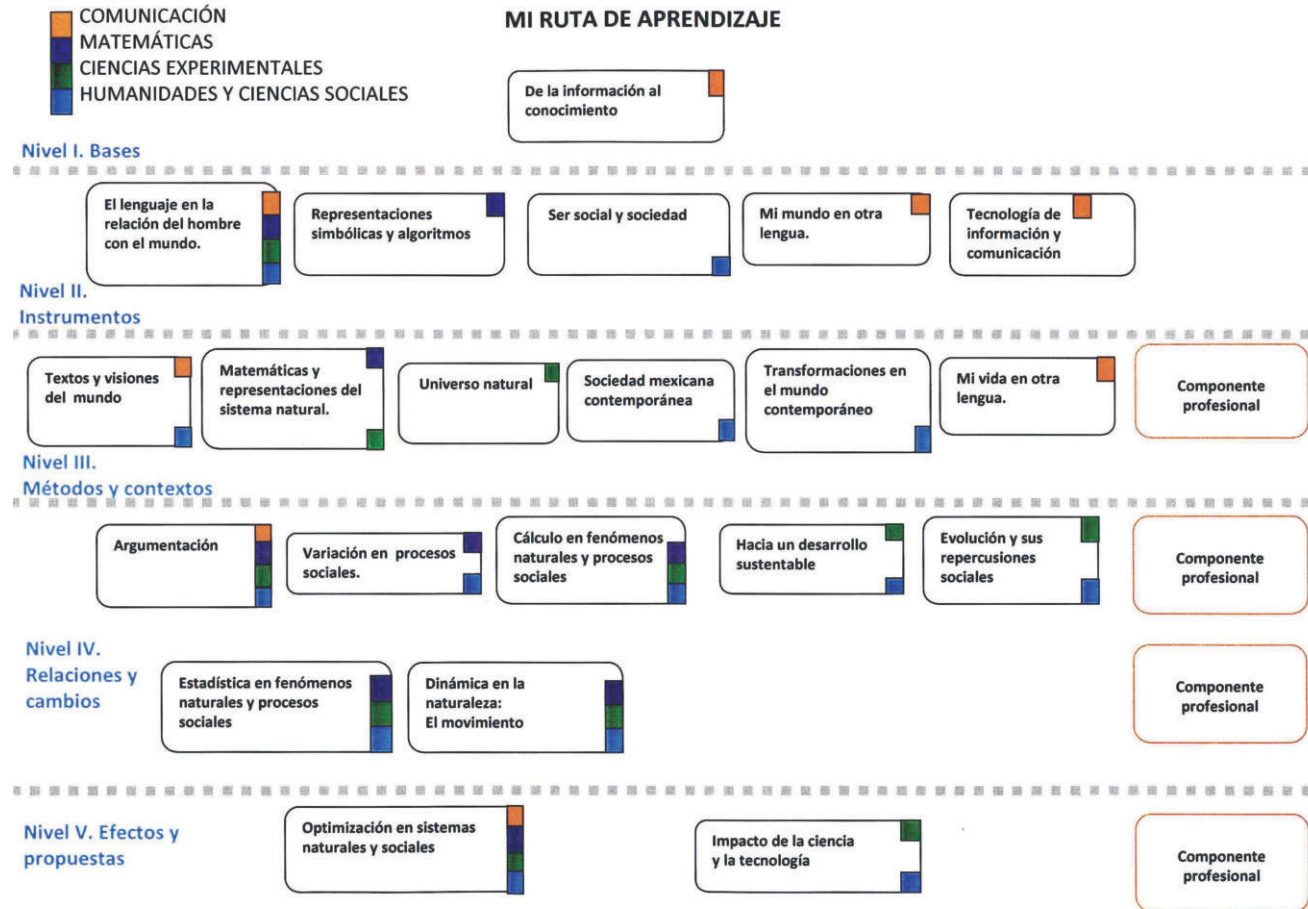 COMUNICACIÓN
MATEMÁTICAS
CIENCIAS EXPERIMENTALES
HUMANIDADES Y CIENCIAS SOCIALES
MI RUTA DE APRENDIZAJE
De la información al
conocimiento
Nivel I. Bases
El lenguaje en la
relación del hombre
con el mundo.
Representaciones
simbólicas y algoritmos
Ser social y sociedad
Mi mundo en otra
lengua.
Tecnología de
información y
comunicación
Nivel II.
Instrumentos
Textos y visiones
del mundo
Matemáticas y
representaciones del
sistema natural.
Universo natural
Sociedad mexicana
contemporánea
Transformaciones en
el mundo
contemporáneo
Mi vida en otra
lengua.
Componente
profesional
Nivel III.
Métodos y contextos
Argumentación
Variación en procesos
sociales.
Cálculo en fenómenos
naturales y procesos
sociales
Hacia un desarrollo
sustentable
Evolución y sus
repercusiones
sociales
Componente
profesional
Nivel IV.
Relaciones y
cambios
Estadística en fenómenos
naturales y procesos
sociales
Dinámica en la
naturaleza:
El movimiento
Componente
profesional
Nivel V. Efectos y
propuestas
Optimización en sistemas
naturales y sociales
Impacto de la ciencia
y la tecnología
Componente
profesional